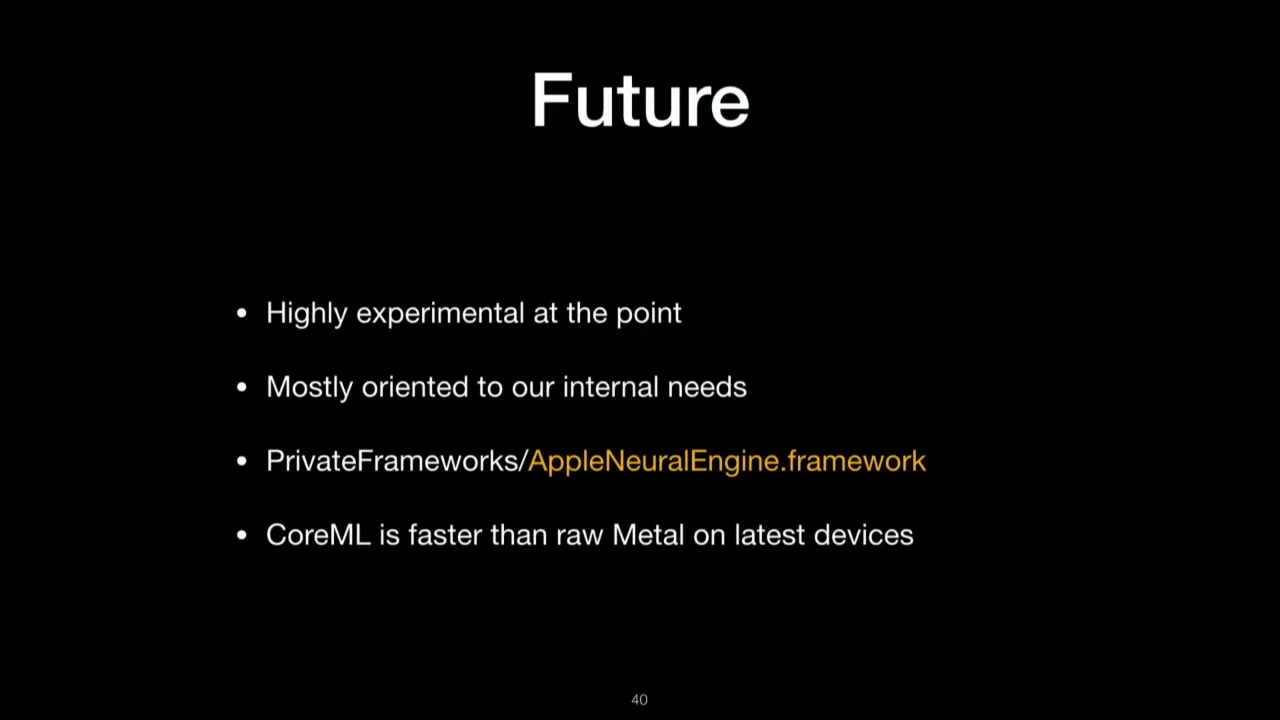 Future
• Highly experimental at the point
• Mostly oriented to our internal needs
• PrivateFrameworks/AppleNeuralEngine.framework
• CoreML is faster than raw Metal on latest devices
40